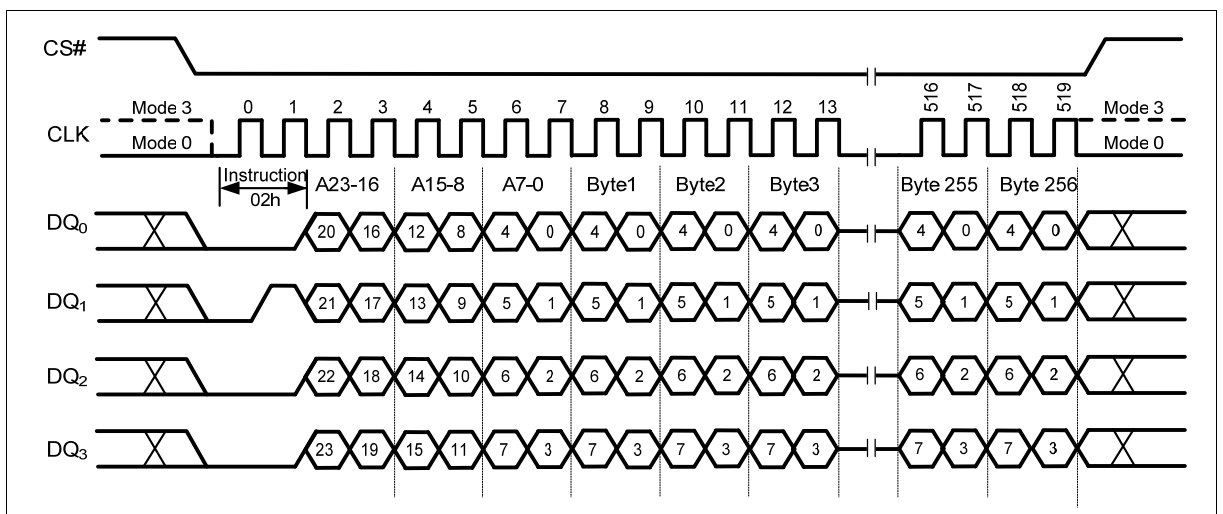 CS#
CLK
Mode 3
Mode 0
0 1 2 3 4 5 6 7 8 9 10 11 12 13
516 517 518 519
Mode 3
Mode 0
Instruction
02h
A23-16 A15-8 A7-0 Byte1 Byte2 Byte3 Byte 255 Byte 256
DQ0 20 16 12 8 4 0 4 0 4 0 4 0 4 0 4 0
DQ1 21 17 13 9 5 1 5 1 5 1 5 1 5 1 5 1
DQ2 22 18 14 10 6 2 6 2 6 2 6 2 6 2 6 2
DQ3 23 19 15 11 7 3 7 3 7 3 7 3 7 3 7 3